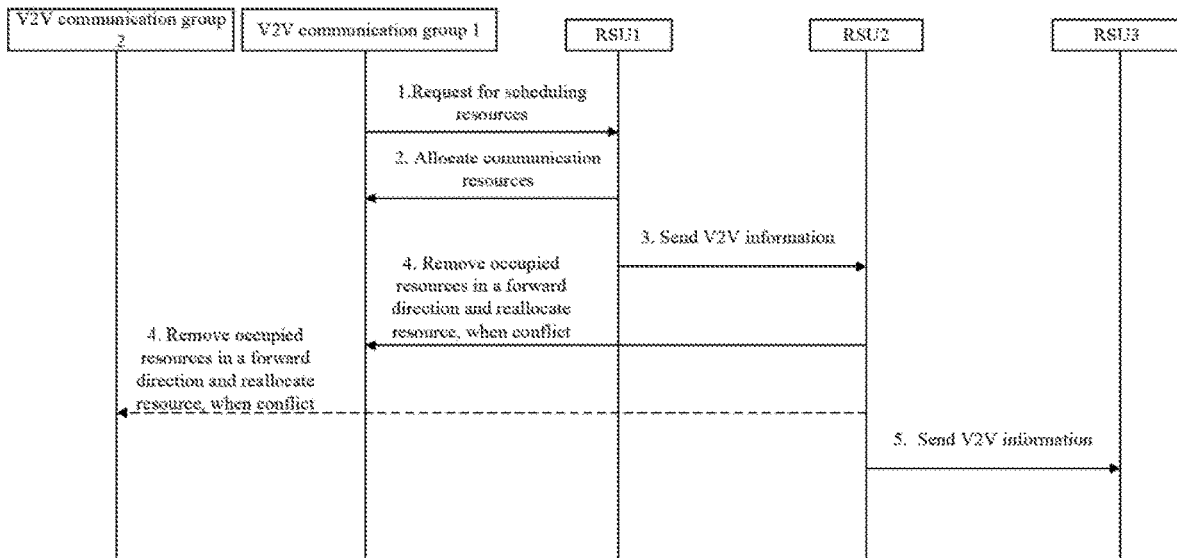 V2V communication group
2
V2V communication group 1
RSU1
RSU2
RSU3
1.Request for scheduling
resources
2. Allocate communication
resources
3. Send V2V information
4. Remove occupied
resources in a forward
direction and reallocate
resource, when conflict
4. Remove occupied
resources in a forward
direction and reallocate
resource, when conflict
5. Send V2V information